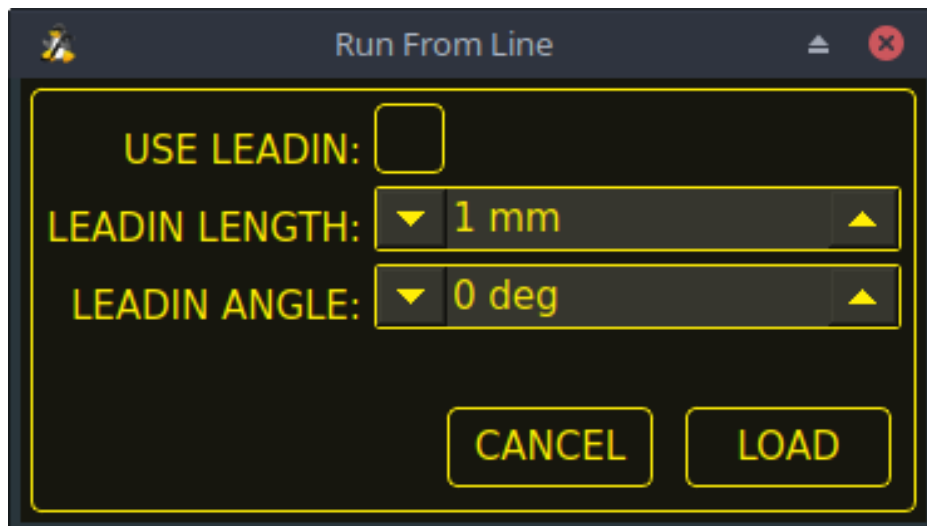 Run From Line
USE LEADIN:
LEADIN LENGTH: 1 mm
LEADIN ANGLE: 0 deg
CANCEL LOAD